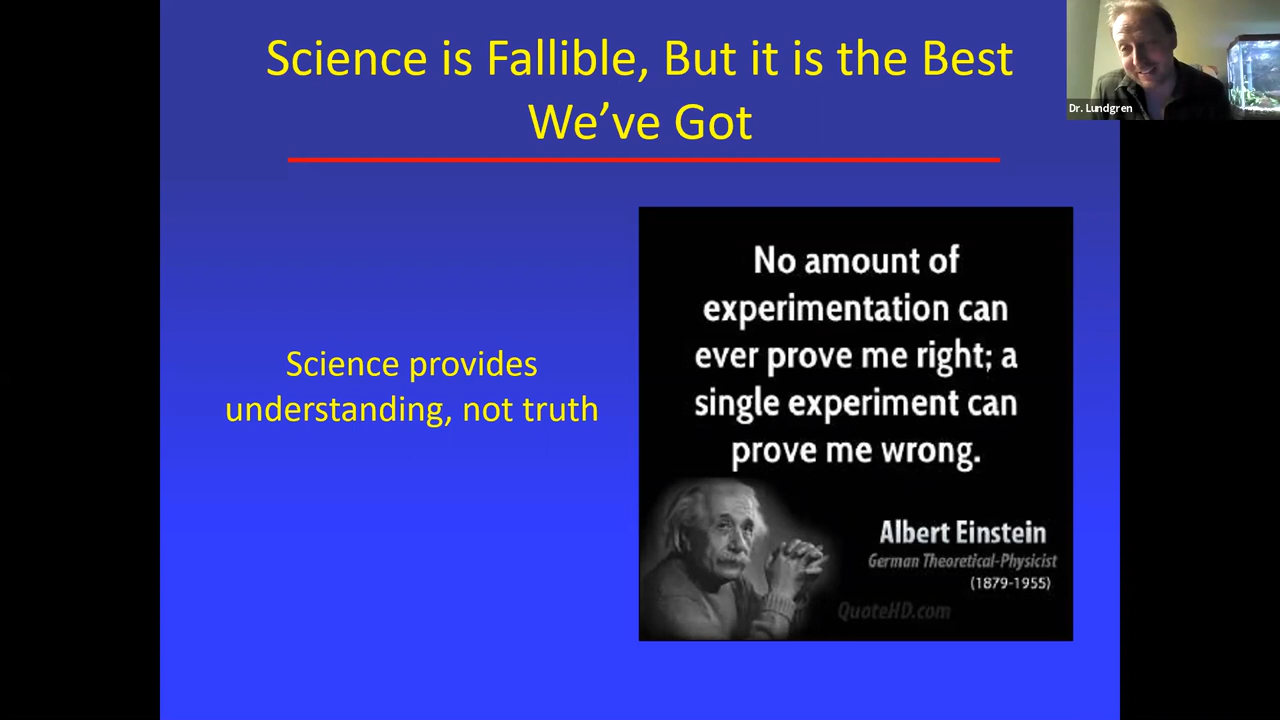 Science is Fallible, But it is the Best
We’ve Got
Dr. Lundgren
Science provides
understanding, not truth
No amount of
experimentation can
ever prove me right; a
single experiment can
prove me wrong.
Albert Einstein
German Theoretical-Physicist
(1879-1955)
QuoteHD.com